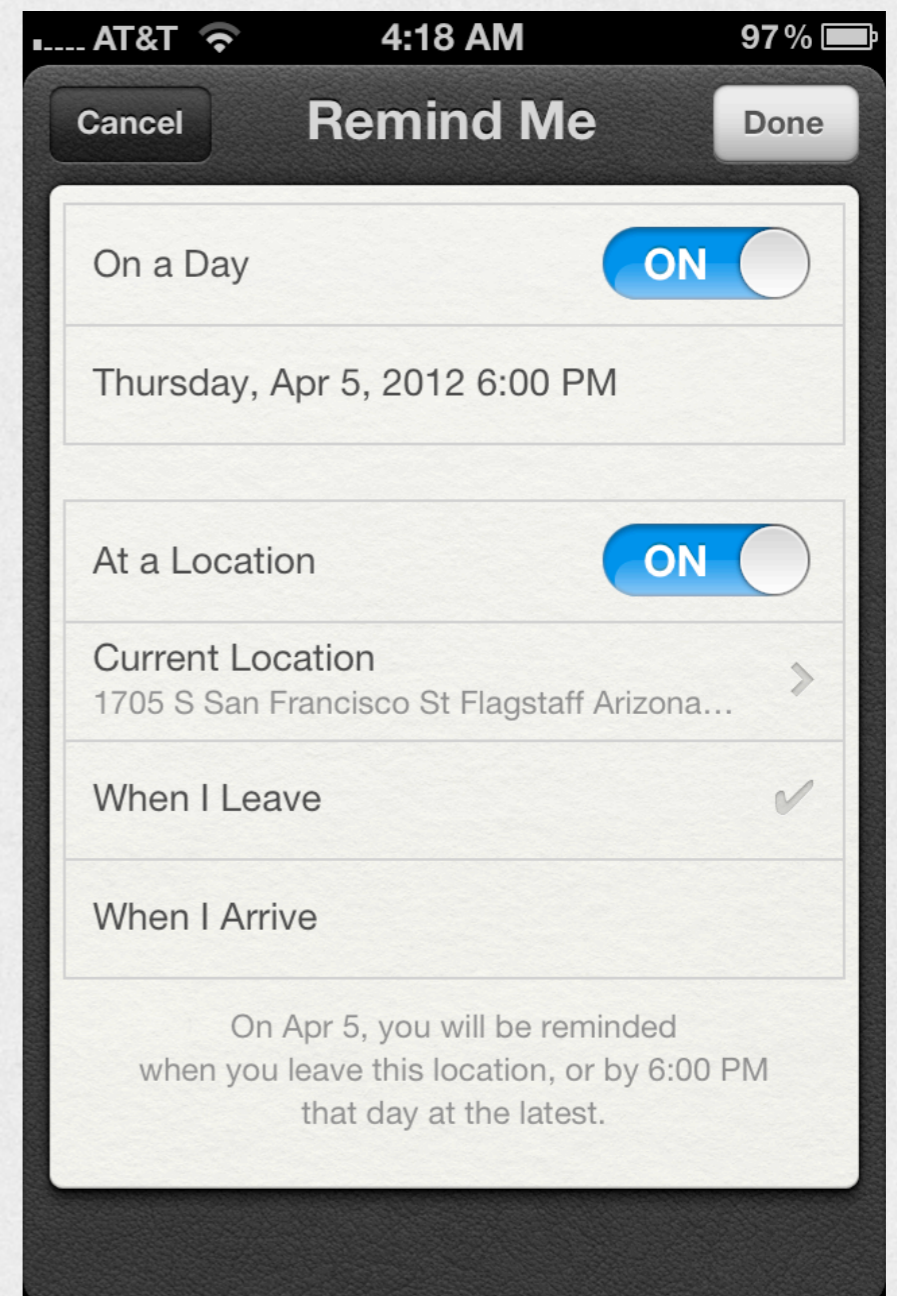 AT&T 4:18 AM 97%
Cancel Remind Me Done
On a Day ON
Thursday, Apr 5, 2012 6:00 PM
At a Location ON
Current Location
1705 S San Francisco St Flagstaff Arizona…
When I Leave
When I Arrive
On Apr 5, you will be reminded
when you leave this location, or by 6:00 PM
that day at the latest.